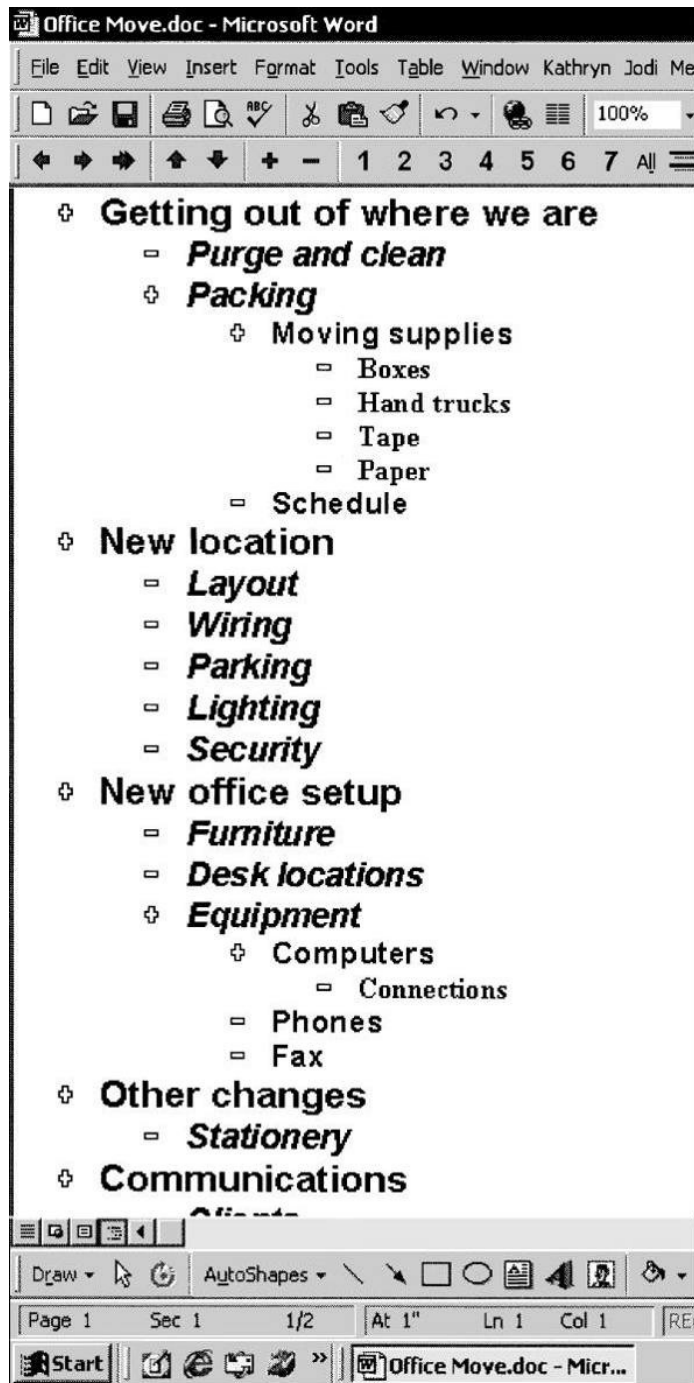 Office Move.doc - Microsoft Word
File Edit View Insert Format Tools Table Window Kathryn Jodi Me
ABC 100%
1 2 3 4 5 6 7 All
Getting out of where we are
Purge and clean
Packing
Moving supplies
Boxes
Hand trucks
Tape
Paper
Schedule
New location
Layout
Wiring
Parking
Lighting
Security
New office setup
Furniture
Desk locations
Equipment
Computers
Connections
Phones
Fax
Other changes
Stationery
Communications
Clients
Draw AutoShapes
Page 1 Sec 1 1/2 At 1" Ln 1 Col 1 RE
Start Office Move.doc - Micr...